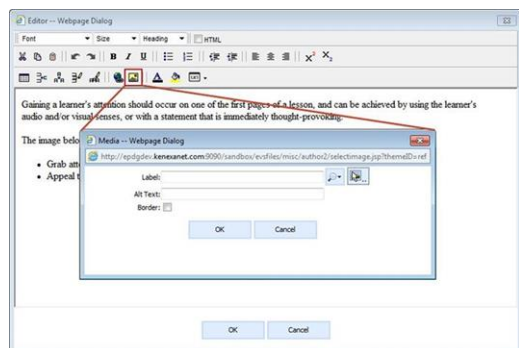 Editor -- Webpage Dialog
Font Size Heading HTML
B I U x² X₂
Gaining a learner's attention should occur on one of the first pages of a lesson, and can be achieved by using the learner's
audio and/or visual senses, or with a statement that is immediately thought-provoking.
The image belo
Media -- Webpage Dialog
http://epdgdev.kenexanet.com:9090/sandbox/evsfiles/misc/author2/selectimage.jsp?themeID=ref
Grab att
Appeal t
Label:
Alt Text:
Border:
OK Cancel
OK Cancel